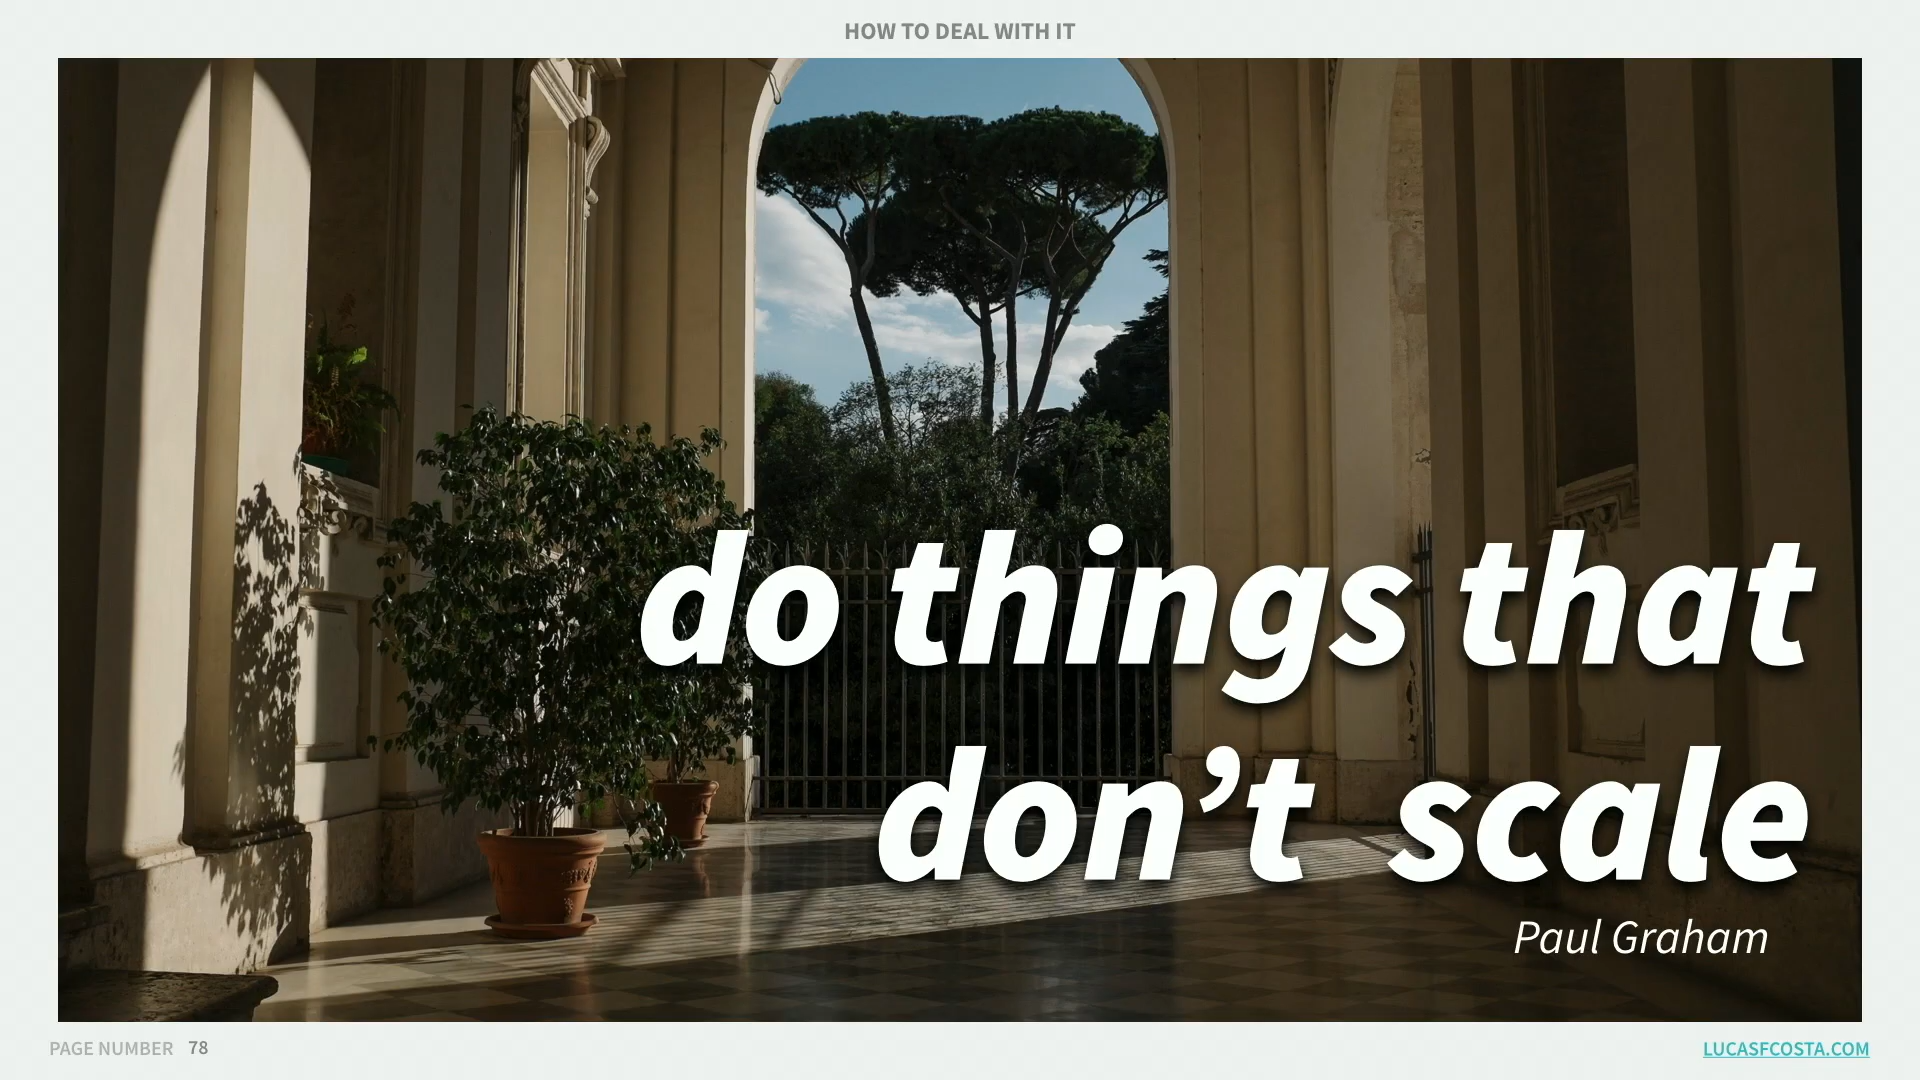 HOW TO DEAL WITH IT
do things that
don’t scale
Paul Graham
PAGE NUMBER 78
LUCASFCOSTA.COM